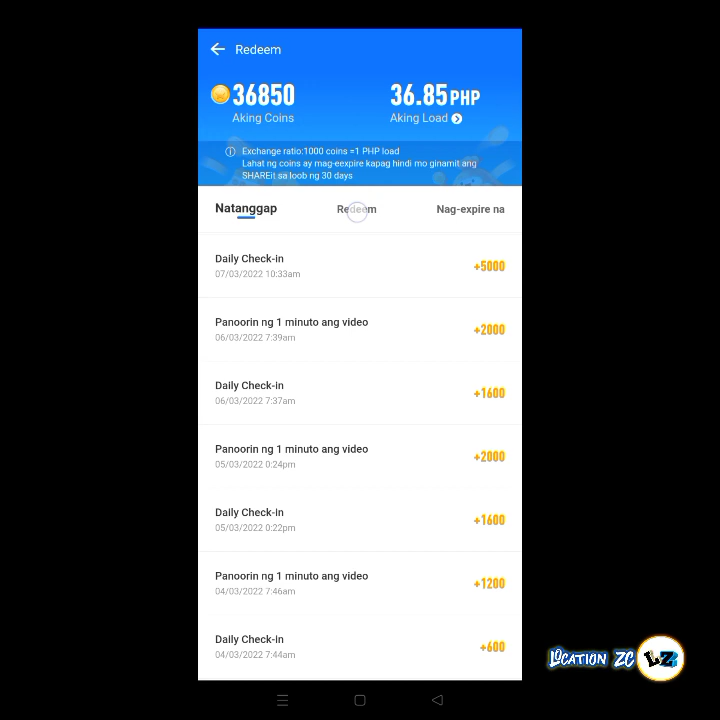 Redeem
36850
36.85 PHP
Aking Coins
Aking Load
Exchange ratio:1000 coins =1 PHP load
Lahat ng coins ay mag-eexpire kapag hindi mo ginamit ang
SHAREit sa loob ng 30 days
Natanggap
Redeem
Nag-expire na
Daily Check-in
+5000
07/03/2022 10:33am
Panoorin ng 1 minuto ang video
+2000
06/03/2022 7:39am
Daily Check-in
+1600
06/03/2022 7:37am
Panoorin ng 1 minuto ang video
+2000
05/03/2022 0:24pm
Daily Check-in
+1600
05/03/2022 0:22pm
Panoorin ng 1 minuto ang video
+1200
04/03/2022 7:46am
Daily Check-in
+600
04/03/2022 7:44am
LOCATION ZC
LZ